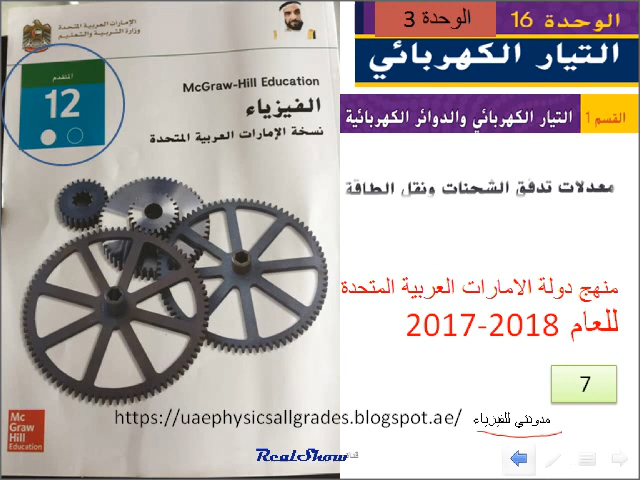 الإمارات العربية المتحدة
وزارة التربية والتعليم
المتقدم
12
McGraw-Hill Education
الفيزياء
نسخة الإمارات العربية المتحدة
Mc
Graw
Hill
Education
الوحدة 16
الوحدة 3
التيار الكهربائي
القسم 1
التيار الكهربائي والدوائر الكهربائية
معدلات تدفق الشحنات ونقل الطاقة
منهج دولة الامارات العربية المتحدة
للعام 2018-2017
7
https://uaephysicsallgrades.blogspot.ae/
مدونتي للفيزياء
RealShow